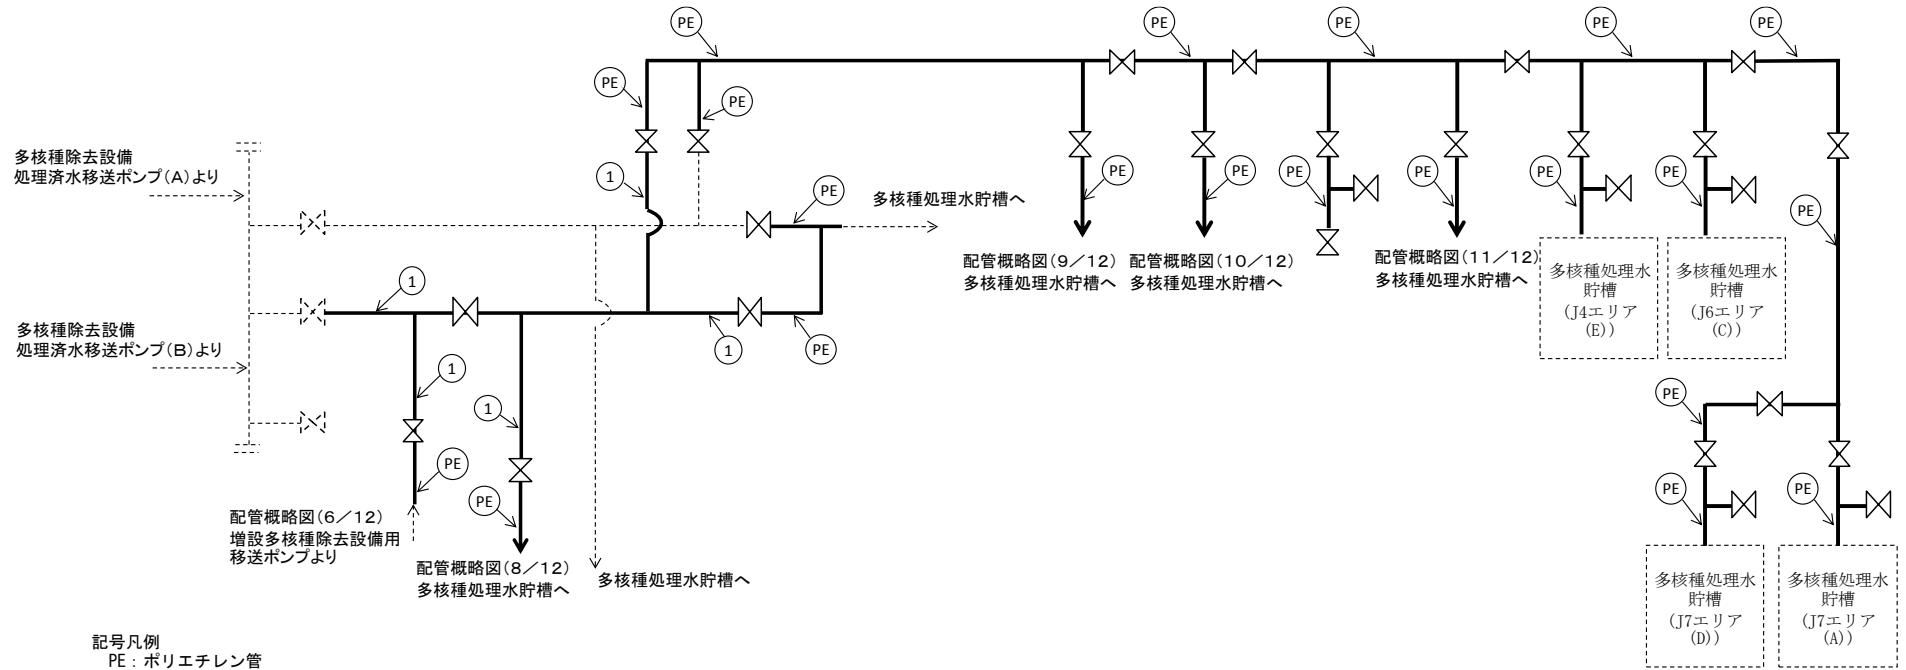 PE
PE
PE
PE
PE
PE
PE
多核種除去設備
処理済水移送ポンプ(A)より
1
PE
多核種処理水貯槽へ
PE
PE
PE
PE
PE
PE
PE
配管概略図(9/12)
多核種処理水貯槽へ
配管概略図(10/12)
多核種処理水貯槽へ
配管概略図(11/12)
多核種処理水貯槽へ
多核種処理水
貯槽
(J4エリア
(E))
多核種処理水
貯槽
(J6エリア
(C))
1
多核種除去設備
処理済水移送ポンプ(B)より
1
PE
1
1
PE
PE
PE
PE
PE
配管概略図(6/12)
増設多核種除去設備用
移送ポンプより
配管概略図(8/12)
多核種処理水貯槽へ
多核種処理水貯槽へ
多核種処理水
貯槽
(J7エリア
(D))
多核種処理水
貯槽
(J7エリア
(A))
記号凡例
PE:ポリエチレン管